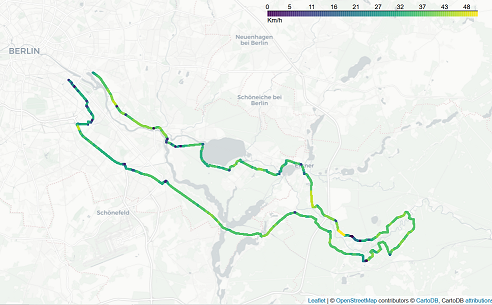 0 5 11 16 21 27 32 37 43 48
Km/h
BERLIN
Neuenhagen
bei Berlin
Schöneiche bei
Berlin
Schönefeld
Leaflet | © OpenStreetMap contributors © CartoDB, CartoDB attributions